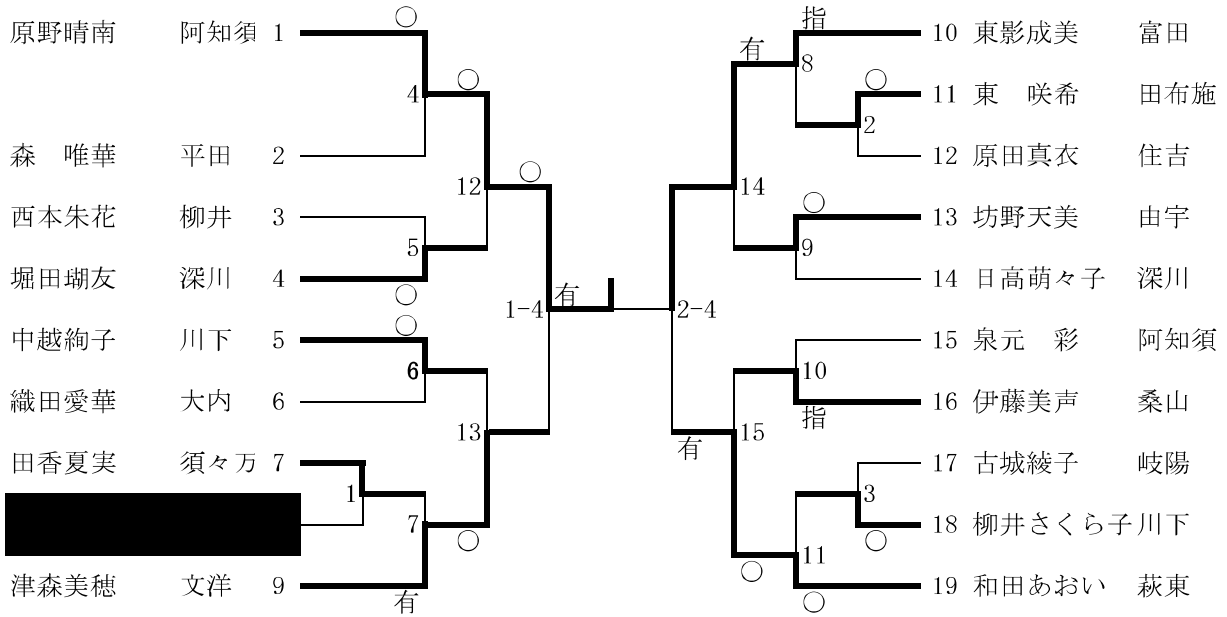 ○ 指
原野晴南 阿知須 1 10 東影成美 富田
有 8
○ ○
4 11 東 咲希 田布施
2
森 唯華 平田 2 12 原田真衣 住吉
○
12 14
○
西本朱花 柳井 3 13 坊野天美 由宇
5 9
堀田瑚友 深川 4 14 日高萌々子 深川
○ 有
1-4 2-4
○
中越絢子 川下 5 15 泉元 彩 阿知須
6 10
織田愛華 大内 6 16 伊藤美声 桑山
指
13 15
有
田香夏実 須々万 7 17 古城綾子 岐陽
1 3
7 18 柳井さくら子 川下
○ ○
11
○
津森美穂 文洋 9 19 和田あおい 萩東
有 ○